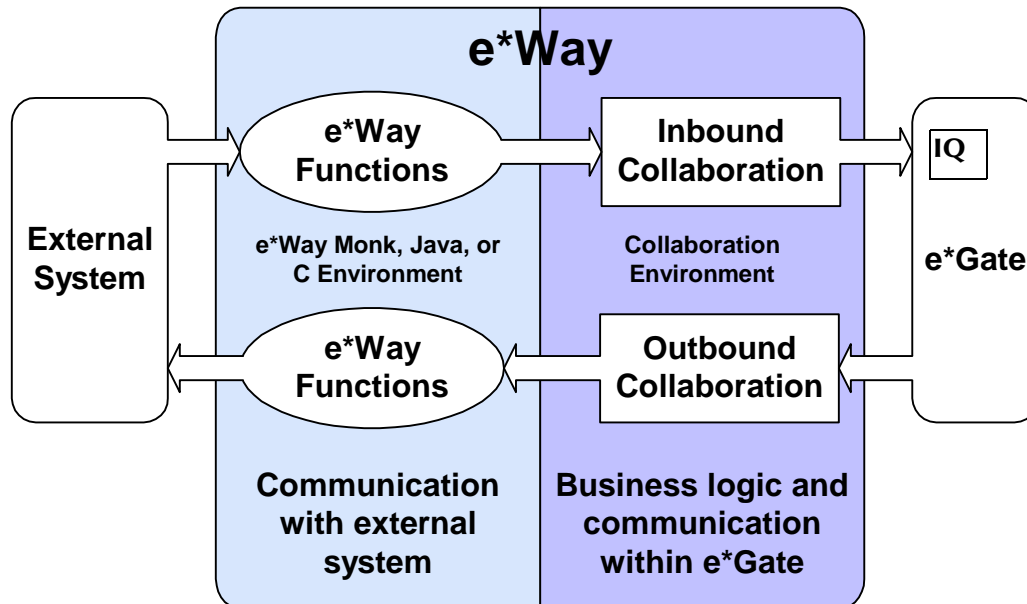 e*Way
e*Way
Functions
Inbound
Collaboration
IQ
External
System
e*Way Monk, Java, or
C Environment
Collaboration
Environment
e*Gate
e*Way
Functions
Outbound
Collaboration
Communication
with external
system
Business logic and
communication
within e*Gate